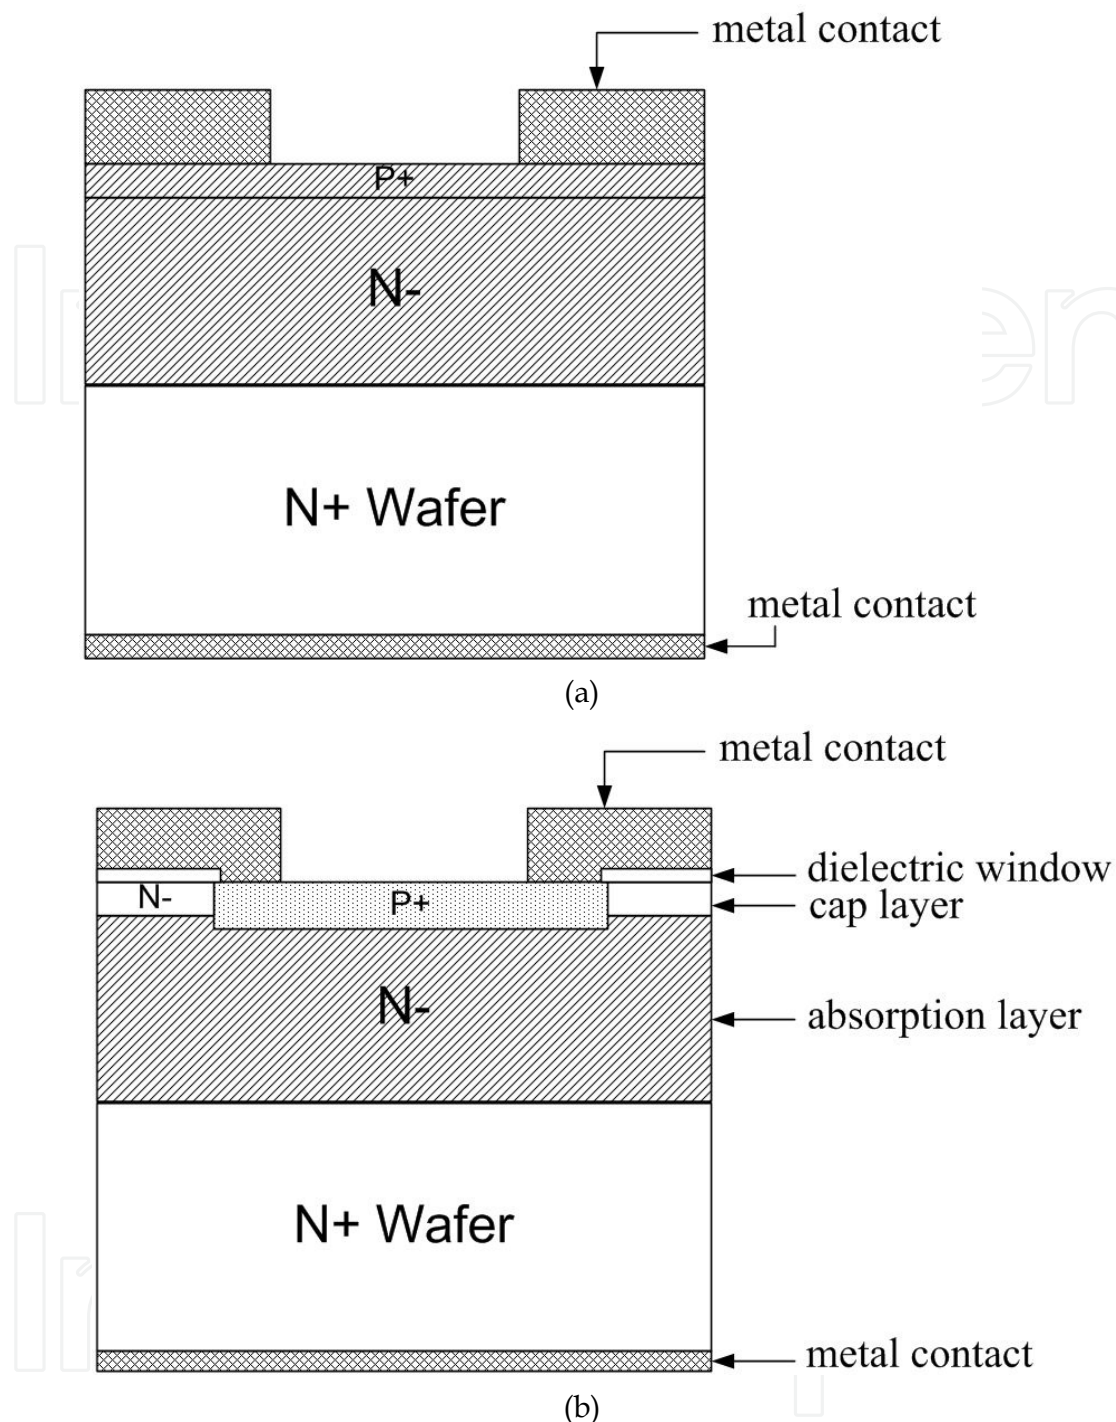 metal contact
P+
N-
N+ Wafer
metal contact
(a)
metal contact
dielectric window
N-
P+
cap layer
N-
absorption layer
N+ Wafer
metal contact
(b)